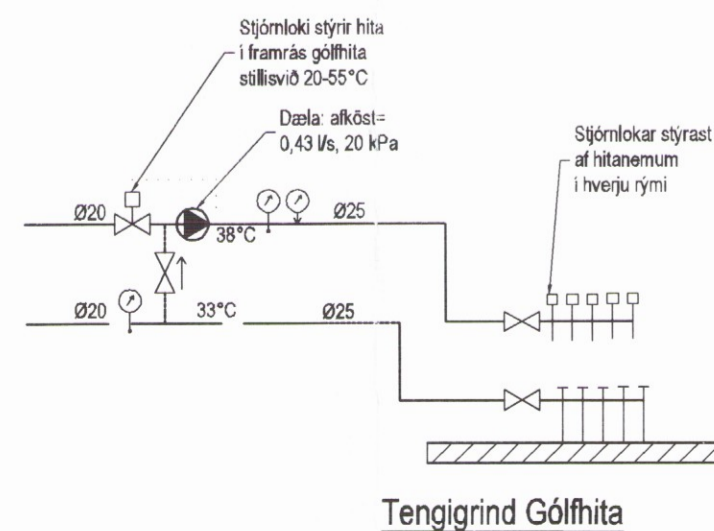 Stjórnloki stýrir hita
í framrás gólfhita
stillisvið 20-55°C
Dæla: afköst=
0,43 l/s, 20 kPa
Stjórnlokar stýrast
af hitanemum
í hverju rými
Ø20
38°C
Ø25
Ø20
33°C
Ø25
Tengigrind Gólfhita